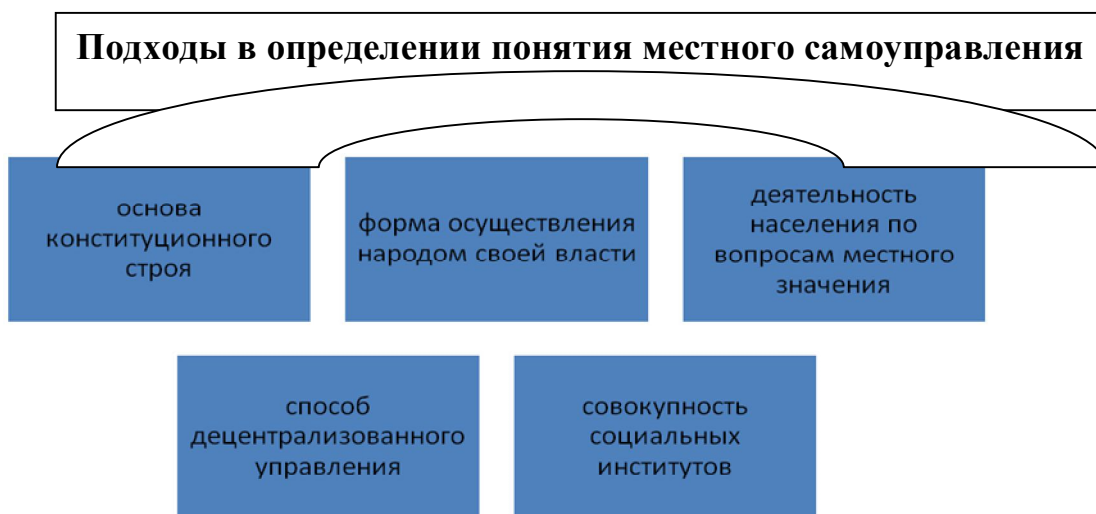 Подходы в определении понятия местного самоуправления
основа
конституционного
строя
форма осуществления
народом своей власти
деятельность
населения по
вопросам местного
значения
способ
децентрализованного
управления
совокупность
социальных
институтов